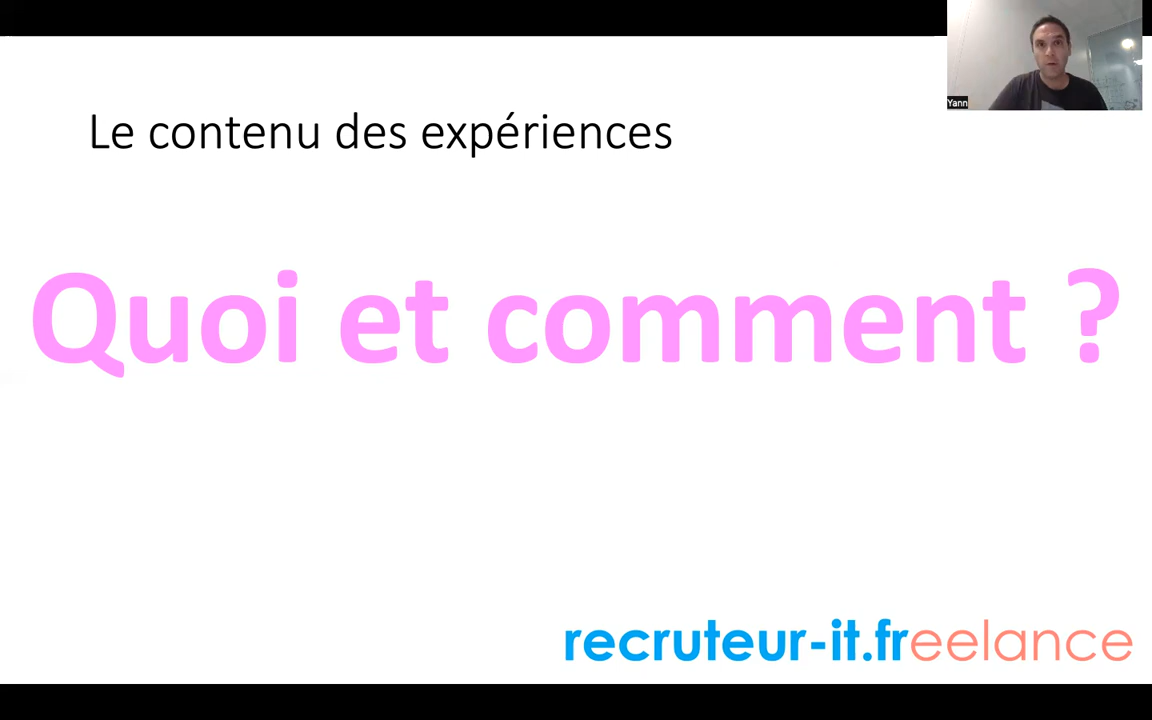 Yann
Le contenu des expériences
Quoi et comment ?
recruteur-it.freelance